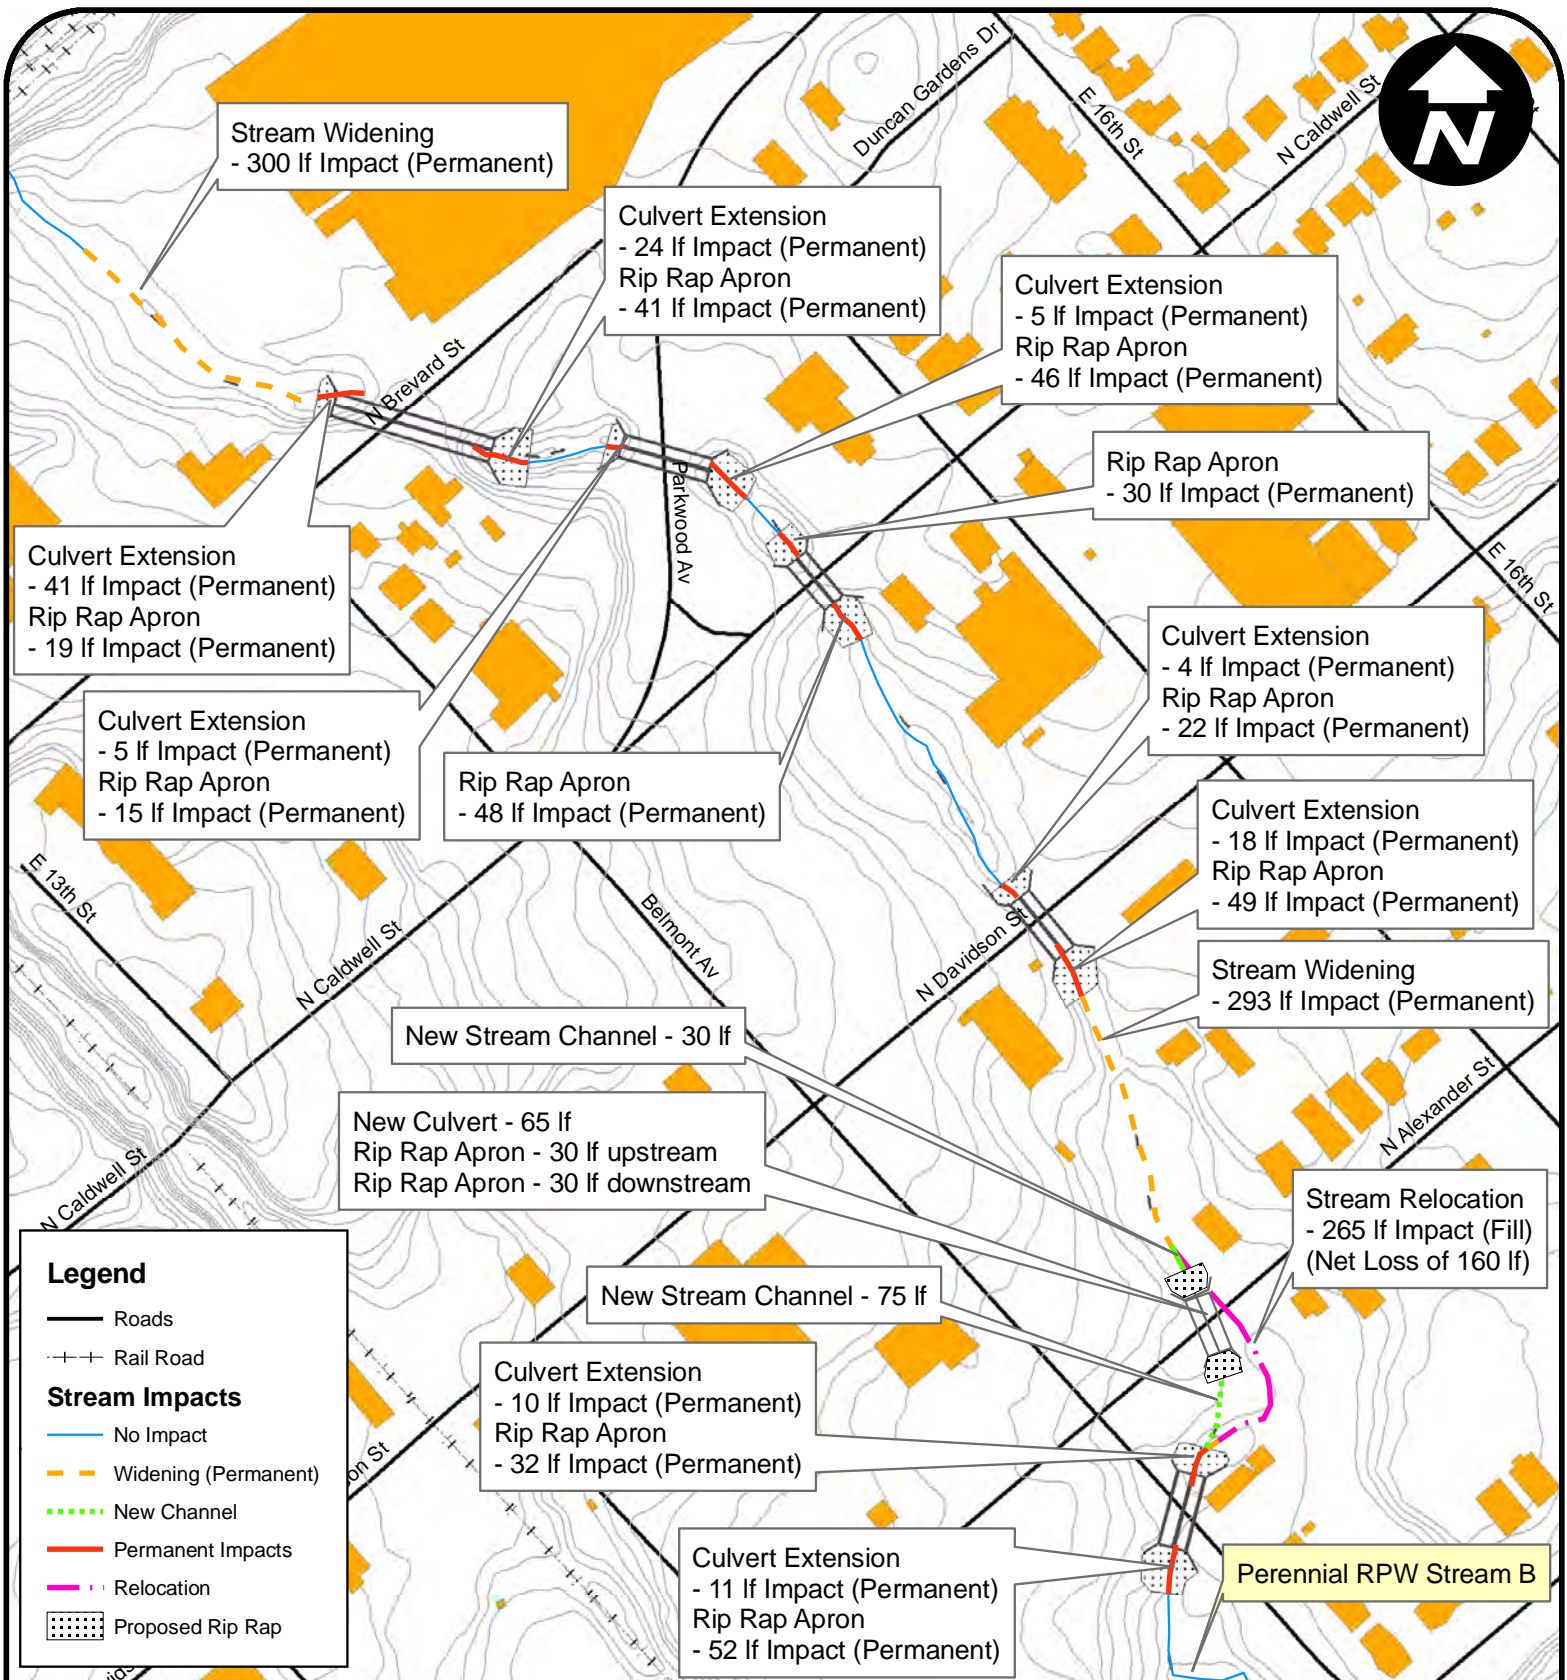 Duncan Gardens Dr
E 16th St
N Caldwell St
N
Stream Widening
- 300 lf Impact (Permanent)
Culvert Extension
- 24 lf Impact (Permanent)
Rip Rap Apron
- 41 lf Impact (Permanent)
Culvert Extension
- 5 lf Impact (Permanent)
Rip Rap Apron
- 46 lf Impact (Permanent)
N Brevard St
Parkwood Av
Rip Rap Apron
- 30 lf Impact (Permanent)
E 16th St
Culvert Extension
- 41 lf Impact (Permanent)
Rip Rap Apron
- 19 lf Impact (Permanent)
Culvert Extension
- 4 lf Impact (Permanent)
Rip Rap Apron
- 22 lf Impact (Permanent)
Culvert Extension
- 5 lf Impact (Permanent)
Rip Rap Apron
- 15 lf Impact (Permanent)
Rip Rap Apron
- 48 lf Impact (Permanent)
Culvert Extension
- 18 lf Impact (Permanent)
Rip Rap Apron
- 49 lf Impact (Permanent)
E 13th St
N Caldwell St
Belmont Av
N Davidson St
Stream Widening
- 293 lf Impact (Permanent)
New Stream Channel - 30 lf
N Alexander St
New Culvert - 65 lf
Rip Rap Apron - 30 lf upstream
Rip Rap Apron - 30 lf downstream
N Caldwell St
Stream Relocation
- 265 lf Impact (Fill)
(Net Loss of 160 lf)
New Stream Channel - 75 lf
Culvert Extension
- 10 lf Impact (Permanent)
Rip Rap Apron
- 32 lf Impact (Permanent)
on St
Culvert Extension
- 11 lf Impact (Permanent)
Rip Rap Apron
- 52 lf Impact (Permanent)
Perennial RPW Stream B
Legend
Roads
Rail Road
Stream Impacts
No Impact
Widening (Permanent)
New Channel
Permanent Impacts
Relocation
Proposed Rip Rap